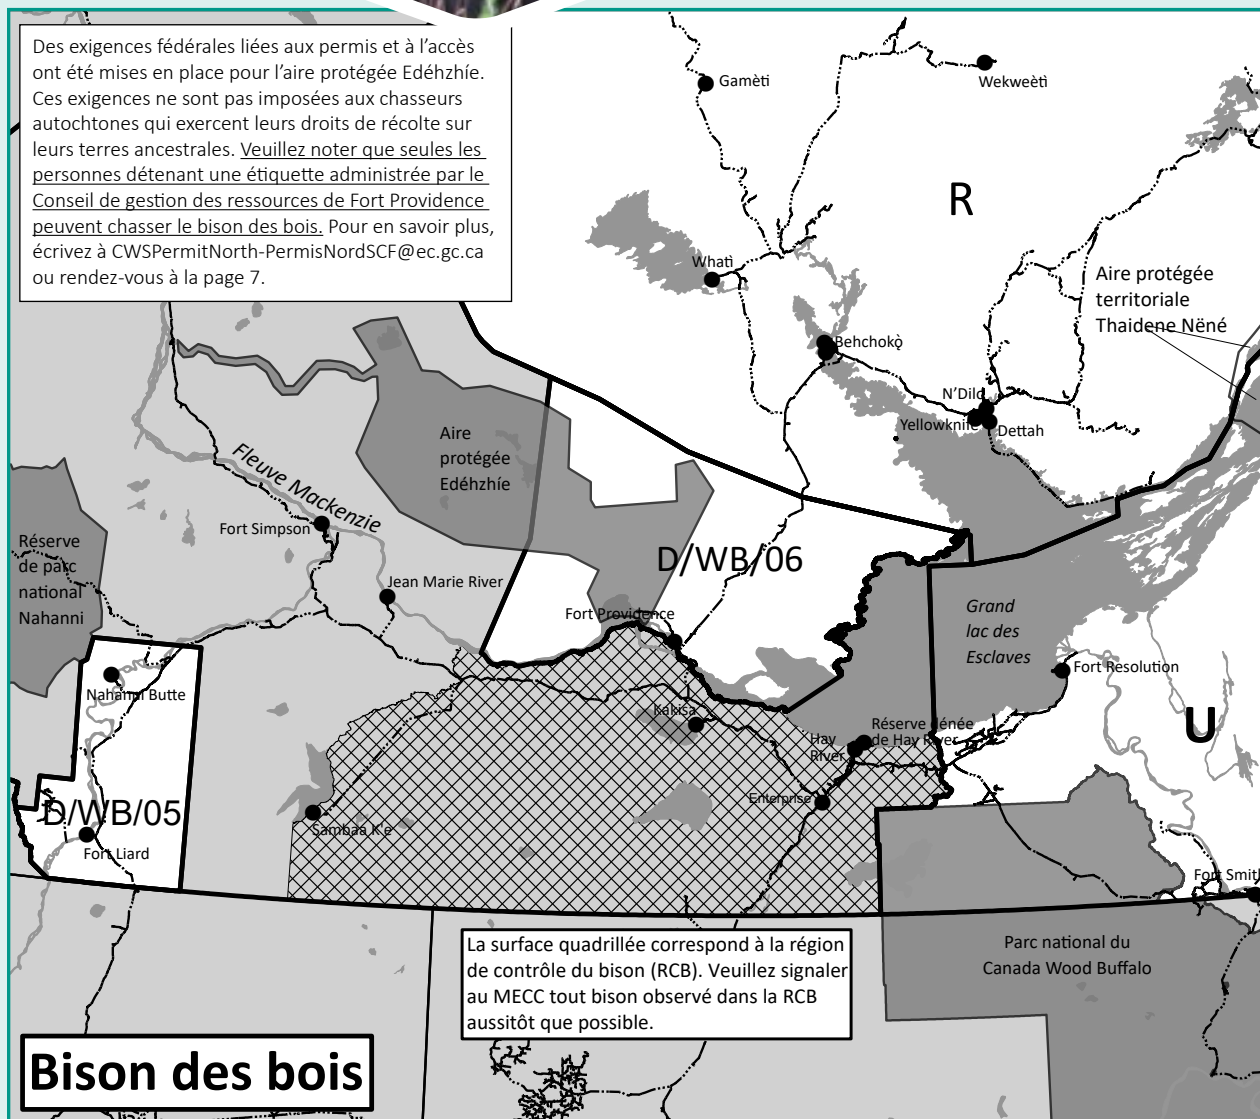 Des exigences fédérales liées aux permis et à l’accès
ont été mises en place pour l’aire protégée Edéhzhíe.
Ces exigences ne sont pas imposées aux chasseurs
autochtones qui exercent leurs droits de récolte sur
leurs terres ancestrales. Veuillez noter que seules les
personnes détenant une étiquette administrée par le
Conseil de gestion des ressources de Fort Providence
peuvent chasser le bison des bois. Pour en savoir plus,
écrivez à CWSPermitNorth-PermisNordSCF@ec.gc.ca
ou rendez-vous à la page 7.
Gamètì
Wekweètì
R
Whatì
Aire protégée
territoriale
Thaidene Nëné
Behchokǫ̀
N’Dilo
Yellowknife
Dettah
Aire
protégée
Edéhzhíe
Fleuve Mackenzie
Fort Simpson
Réserve
de parc
national
Nahanni
Jean Marie River
D/WB/06
Fort Providence
Grand
lac des
Esclaves
Fort Resolution
Nahanni Butte
Kakisa
Réserve dénée
de Hay River
Hay
River
U
Enterprise
D/WB/05
Sambaa K'e
Fort Liard
Fort Smith
La surface quadrillée correspond à la région
de contrôle du bison (RCB). Veuillez signaler
au MECC tout bison observé dans la RCB
aussitôt que possible.
Parc national du
Canada Wood Buffalo
Bison des bois